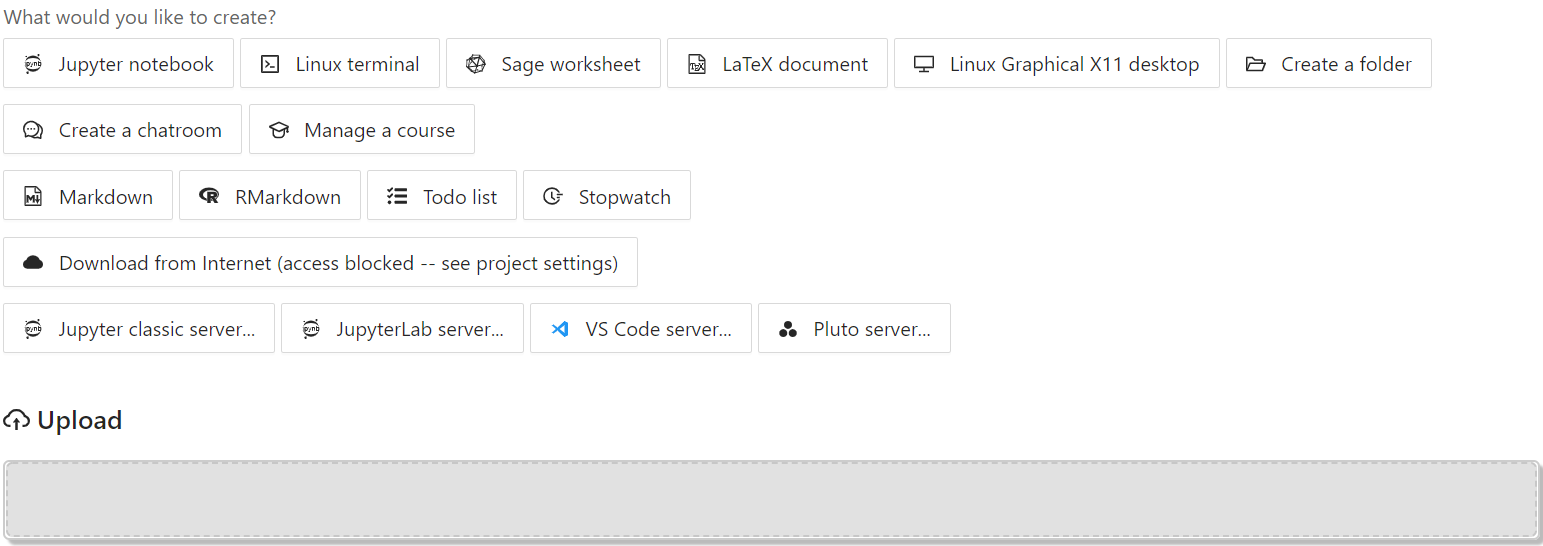 What would you like to create?
Jupyter notebook Linux terminal Sage worksheet LaTeX document Linux Graphical X11 desktop Create a folder
Create a chatroom Manage a course
Markdown RMarkdown Todo list Stopwatch
Download from Internet (access blocked -- see project settings)
Jupyter classic server... JupyterLab server... VS Code server... Pluto server...
Upload